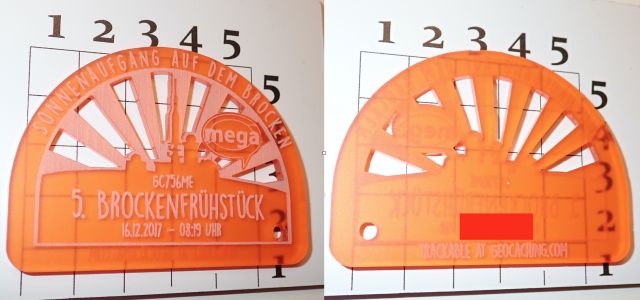 1 2 3 4 5
SONNENAUFGANG AUF DEM BROCKEN
mega
GC756ME
5. BROCKENFRÜHSTÜCK
16.12.2017 - 08:19 UHR
5
4
3
2
1
1 2 3 4 5
5
4
3
2
1
mega
TRACKABLE AT GEOCACHING.COM